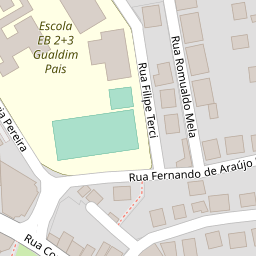 Escola
EB 2+3
Gualdim
Pais
Rua Filipe Terci
Rua Romualdo Mela
Pereira
Rua Fernando de Araújo
Rua Co